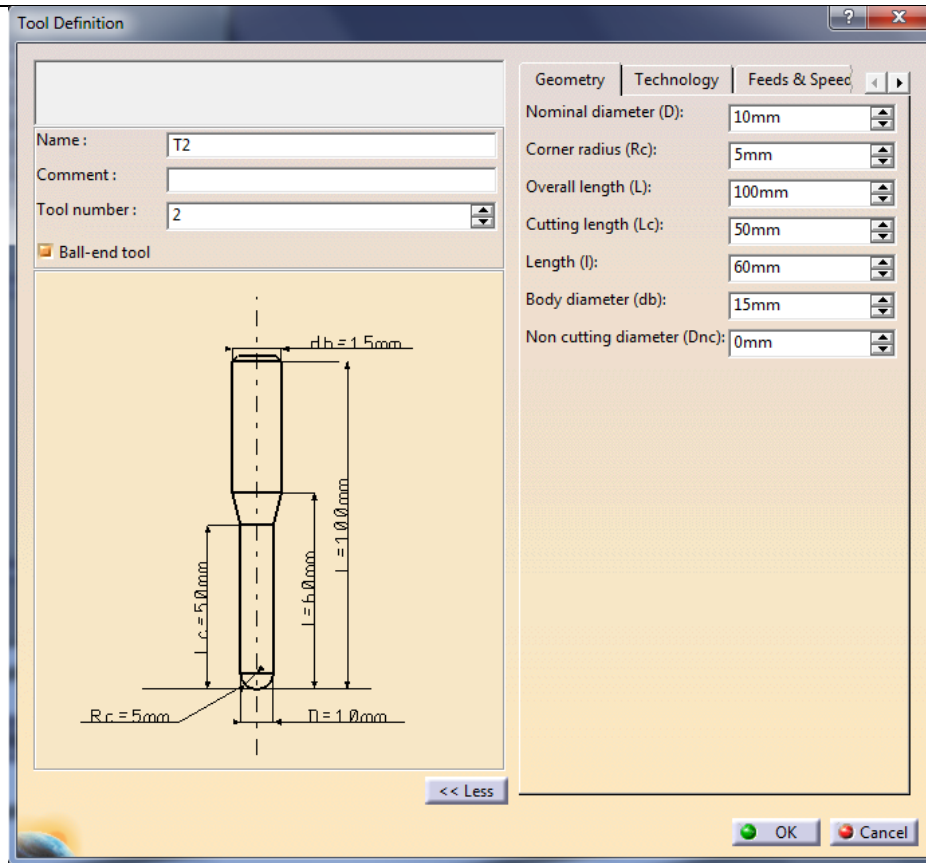 Tool Definition
Name :
T2
Comment :
Tool number :
2
Ball-end tool
db=15mm
L=100mm
l=60mm
Lc=50mm
Rc=5mm
D=10mm
<< Less
Geometry Technology Feeds & Speed
Nominal diameter (D): 10mm
Corner radius (Rc): 5mm
Overall length (L): 100mm
Cutting length (Lc): 50mm
Length (l): 60mm
Body diameter (db): 15mm
Non cutting diameter (Dnc): 0mm
OK Cancel